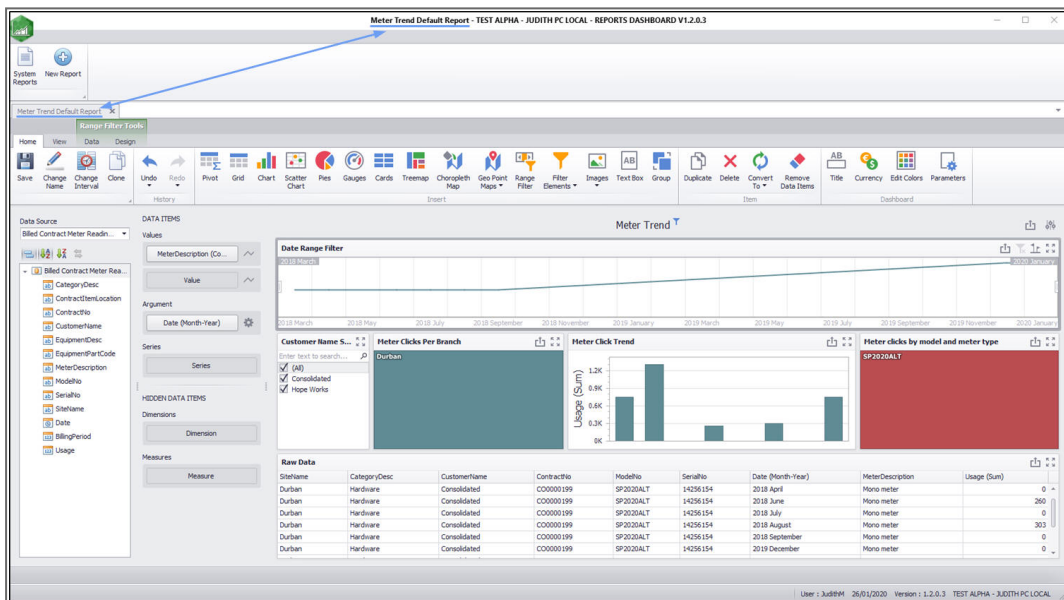 Meter Trend Default Report - TEST ALPHA - JUDITH PC LOCAL - REPORTS DASHBOARD V1.2.0.3
System Reports
New Report
Meter Trend Default Report
Range Filter Tools
Home View Data Design
Save
Change Name
Change Interval
Clone
Undo
Redo
Pivot
Grid
Chart
Scatter Chart
Pies
Gauges
Cards
Treemap
Choropleth Map
Geo Point Maps
Range Filter
Filter Elements
Images
Text Box
Group
Duplicate
Delete
Convert To
Remove Data Items
Title
Currency
Edit Colors
Parameters
History
Insert
Item
Dashboard
Data Source
Billed Contract Meter Readin...
Billed Contract Meter Rea...
CategoryDesc
ContractItemLocation
ContractNo
CustomerName
EquipmentDesc
EquipmentPartCode
MeterDescription
ModelNo
SerialNo
SiteName
Date
BillingPeriod
Usage
DATA ITEMS
Values
MeterDescription (Co...
Value
Argument
Date (Month-Year)
Series
Series
HIDDEN DATA ITEMS
Dimensions
Dimension
Measures
Measure
Meter Trend
Date Range Filter
2018 March 2020 January
2018 March 2018 May 2018 July 2018 September 2018 November 2019 January 2019 March 2019 May 2019 July 2019 September 2019 November 2020 January
Customer Name S...
Enter text to search...
(All)
Consolidated
Hope Works
Meter Clicks Per Branch
Durban
Meter Click Trend
Usage (Sum)
1.2K
0.9K
0.6K
0.3K
0K
Meter clicks by model and meter type
SP2020ALT
Raw Data
SiteName CategoryDesc CustomerName ContractNo ModelNo SerialNo Date (Month-Year) MeterDescription Usage (Sum)
Durban Hardware Consolidated CO0000199 SP2020ALT 14256154 2018 April Mono meter 0
Durban Hardware Consolidated CO0000199 SP2020ALT 14256154 2018 June Mono meter 260
Durban Hardware Consolidated CO0000199 SP2020ALT 14256154 2018 July Mono meter 0
Durban Hardware Consolidated CO0000199 SP2020ALT 14256154 2018 August Mono meter 303
Durban Hardware Consolidated CO0000199 SP2020ALT 14256154 2018 September Mono meter 0
Durban Hardware Consolidated CO0000199 SP2020ALT 14256154 2019 December Mono meter 0
User : JudithM 26/01/2020 Version : 1.2.0.3 TEST ALPHA - JUDITH PC LOCAL